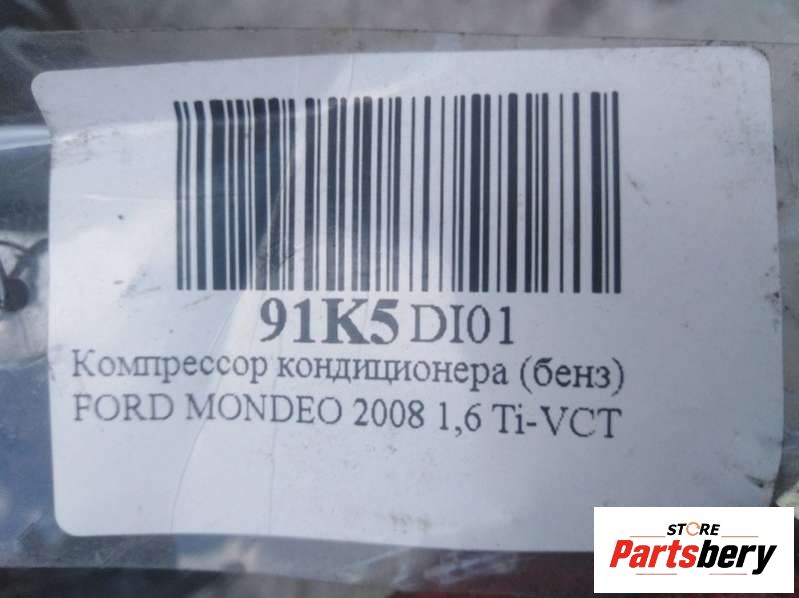 91K5 DI01
Компрессор кондиционера (бенз)
FORD MONDEO 2008 1,6 Ti-VCT
STORE
Partsbery